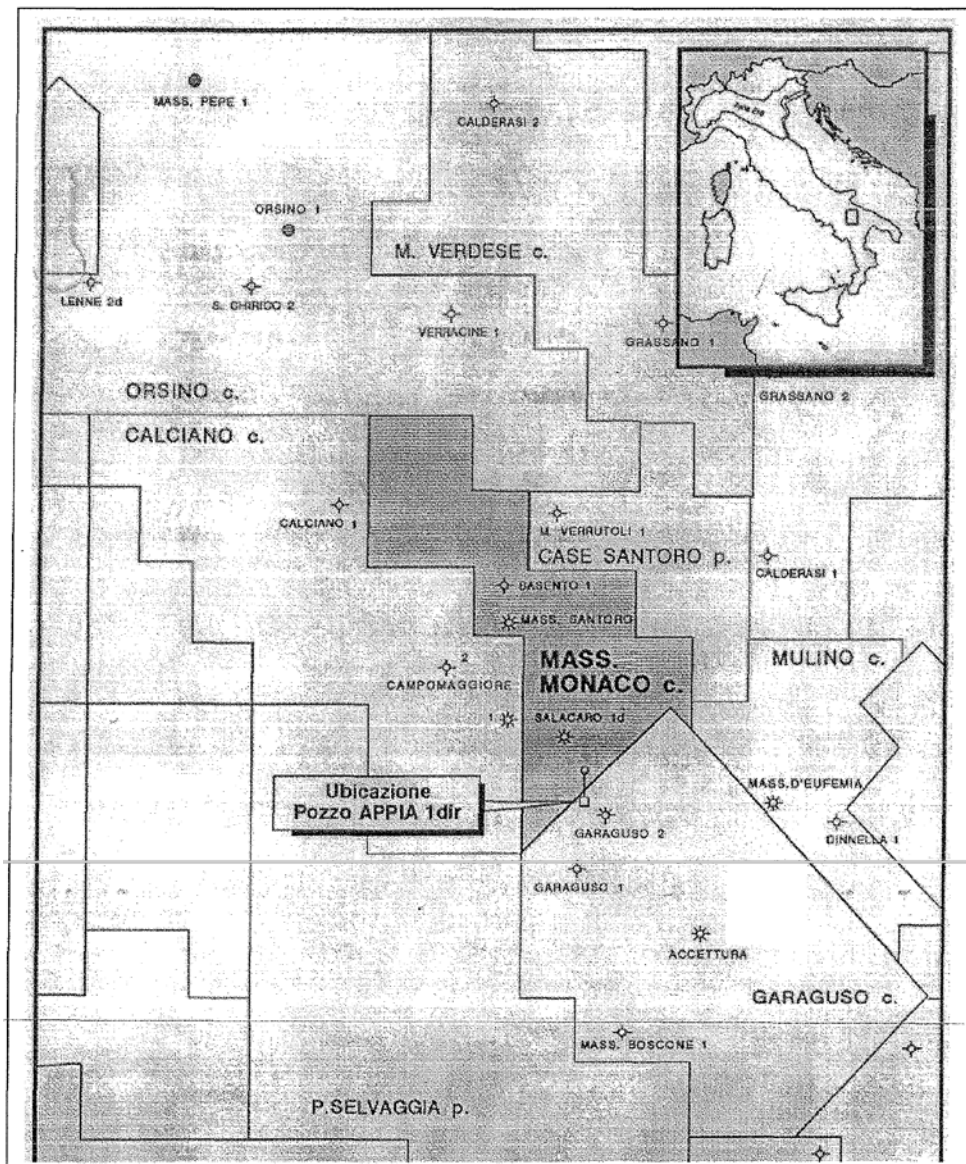 MASS. PEPE 1
CALDERASI 2
ORSINO 1
M. VERDESE c.
LENNE 2d
S. CHIRICO 2
VERRACINE 1
GRASSANO 1
ORSINO c.
GRASSANO 2
CALCIANO c.
CALCIANO 1
M. VERRUTOLI 1
CASE SANTORO p.
CALDERASI 1
BASENTO 1
MASS. SANTORO
MASS.
MONACO c.
MULINO c.
2
CAMPOMAGGIORE
1
SALACARO 1d
Ubicazione
Pozzo APPIA 1dir
MASS.D'EUFEMIA
GARAGUSO 2
DINNELLA 1
GARAGUSO 1
ACCETTURA
GARAGUSO c.
MASS. BOSCONE 1
P.SELVAGGIA p.